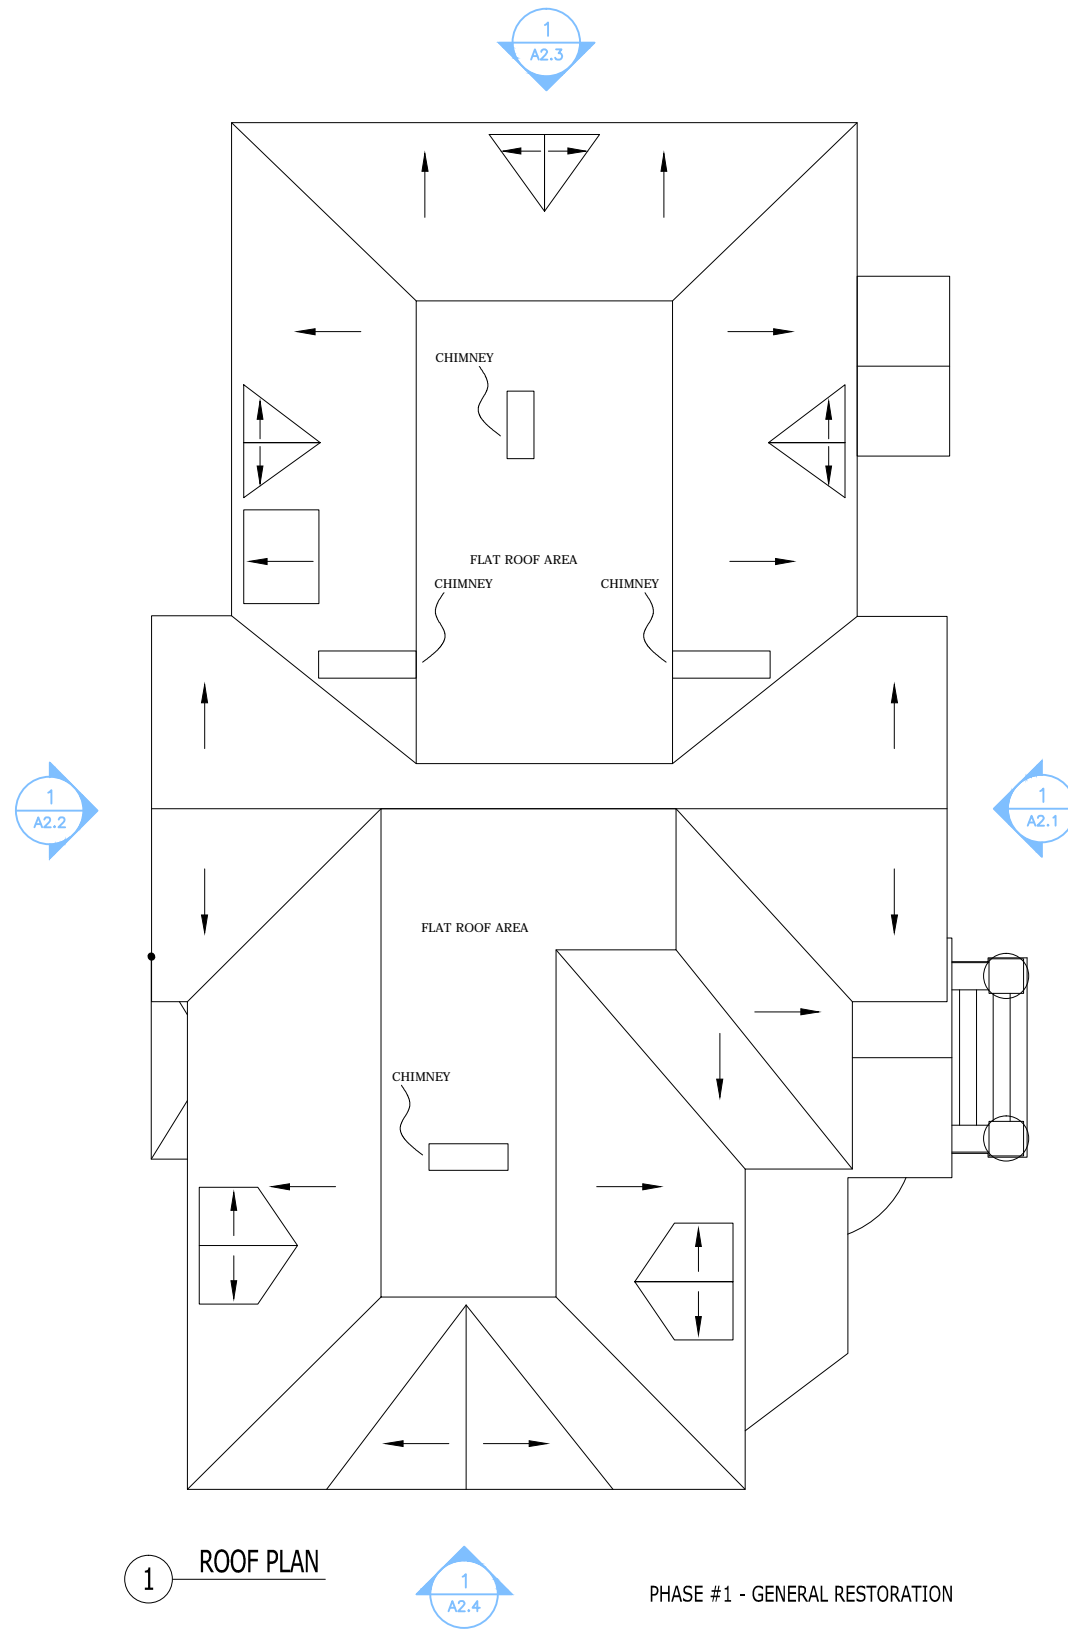 1
A2.3
CHIMNEY
FLAT ROOF AREA
CHIMNEY
CHIMNEY
1
A2.2
1
A2.1
FLAT ROOF AREA
CHIMNEY
1
ROOF PLAN
1
A2.4
PHASE #1 - GENERAL RESTORATION